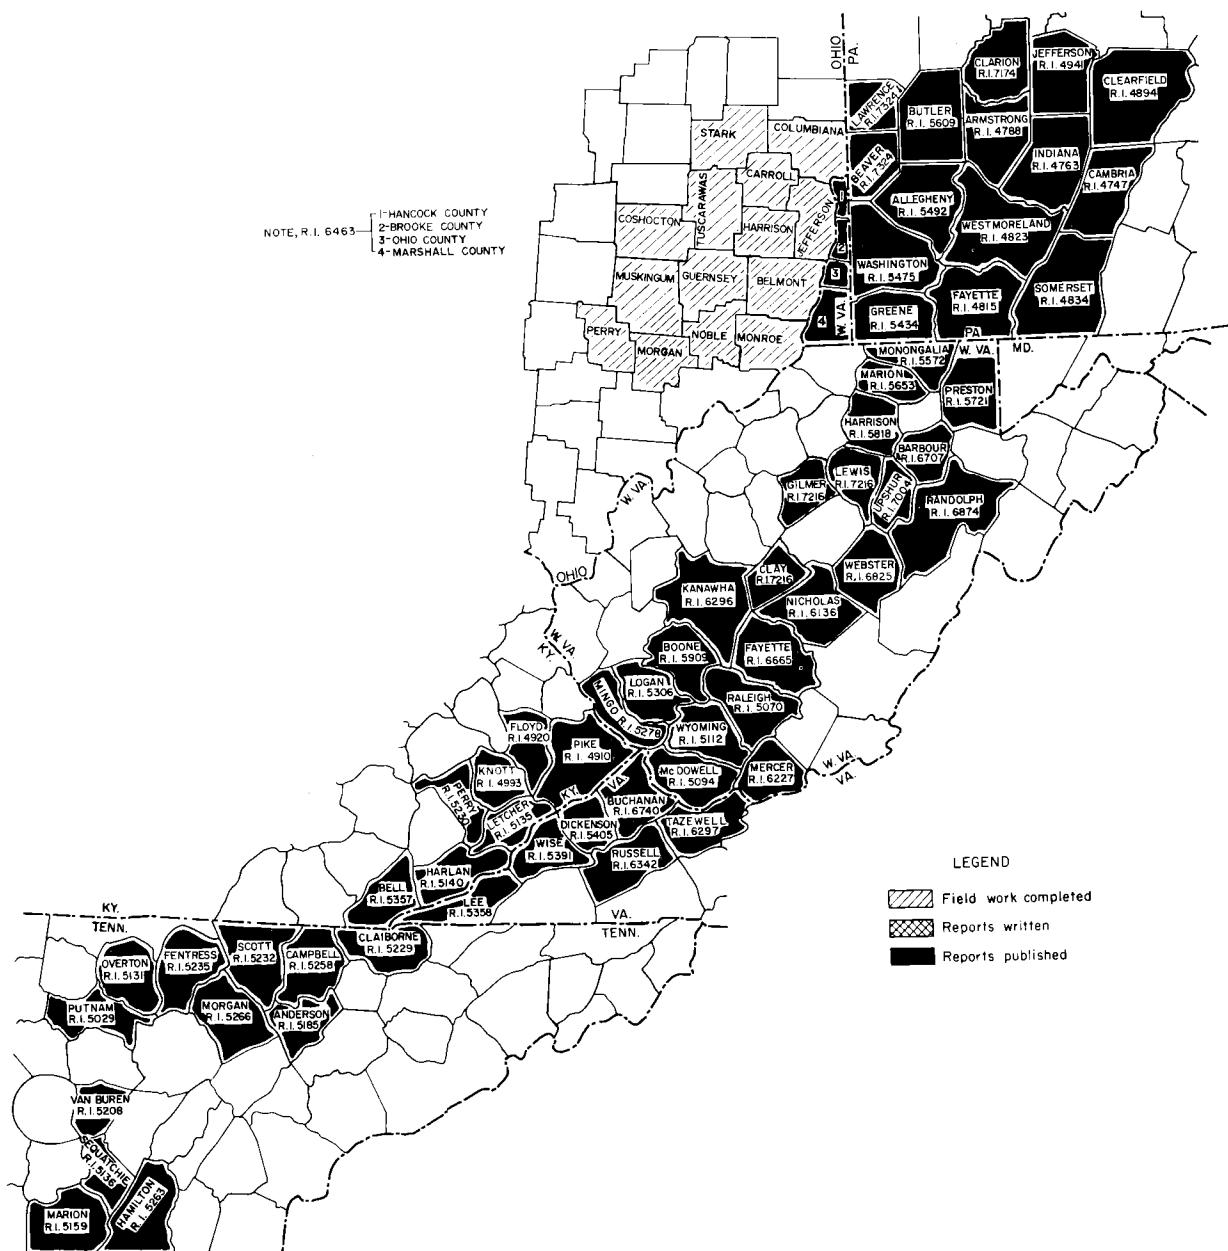 OHIO
PA.
CLARION
R.I.7174
JEFFERSON
R.I. 4941
CLEARFIELD
R.I. 4894
LAWRENCE
R.I.7324
BUTLER
R.I. 5609
ARMSTRONG
R.I. 4788
STARK
COLUMBIANA
BEAVER
R.I.7324
INDIANA
R.I. 4763
CAMBRIA
R.I. 4747
CARROLL
TUSCARAWAS
JEFFERSON
1
ALLEGHENY
R.I. 5492
WESTMORELAND
R.I. 4823
NOTE, R.I. 6463
1-HANCOCK COUNTY
2-BROOKE COUNTY
3-OHIO COUNTY
4-MARSHALL COUNTY
COSHOCTON
HARRISON
2
3
WASHINGTON
R.I. 5475
MUSKINGUM
GUERNSEY
BELMONT
SOMERSET
R.I. 4834
FAYETTE
R.I. 4815
GREENE
R.I. 5434
4
W. VA.
PERRY
MORGAN
NOBLE
MONROE
PA
W. VA.
MD.
MONONGALIA
R.I. 5572
MARION
R.I. 5653
PRESTON
R.I. 5721
HARRISON
R.I. 5818
BARBOUR
R.I. 6707
LEWIS
R.I.7216
GILMER
R.I.7216
UPSHUR
R.I.7004
RANDOLPH
R.I. 6874
W. VA.
OHIO
KANAWHA
R.I. 6296
CLAY
R.I.7216
WEBSTER
R.I. 6825
NICHOLAS
R.I. 6136
W. VA
KY.
BOONE
R.I. 5909
FAYETTE
R.I. 6665
LOGAN
R.I. 5306
MINGO R.I. 5278
RALEIGH
R.I. 5070
FLOYD
R.I. 4920
PIKE
R.I. 4910
WYOMING
R.I. 5112
W. VA.
VA.
KNOTT
R.I. 4993
McDOWELL
R.I. 5094
MERCER
R.I. 6227
PERRY
R.I. 5230
LETCHER
R.I. 5135
KY.
VA.
BUCHANAN
R.I. 6740
DICKENSON
R.I. 5405
TAZEWELL
R.I. 6297
WISE
R.I. 5391
RUSSELL
R.I. 6342
HARLAN
R.I. 5140
BELL
R.I. 5357
LEE
R.I. 5358
LEGEND
Field work completed
Reports written
Reports published
KY.
TENN.
VA.
TENN.
CLAIBORNE
R.I. 5229
OVERTON
R.I. 5131
FENTRESS
R.I. 5235
SCOTT
R.I. 5232
CAMPBELL
R.I. 5258
PUTNAM
R.I. 5029
MORGAN
R.I. 5266
ANDERSON
R.I. 5185
VAN BUREN
R.I. 5208
SEQUATCHIE
R.I. 5136
MARION
R.I. 5159
HAMILTON
R.I. 5263